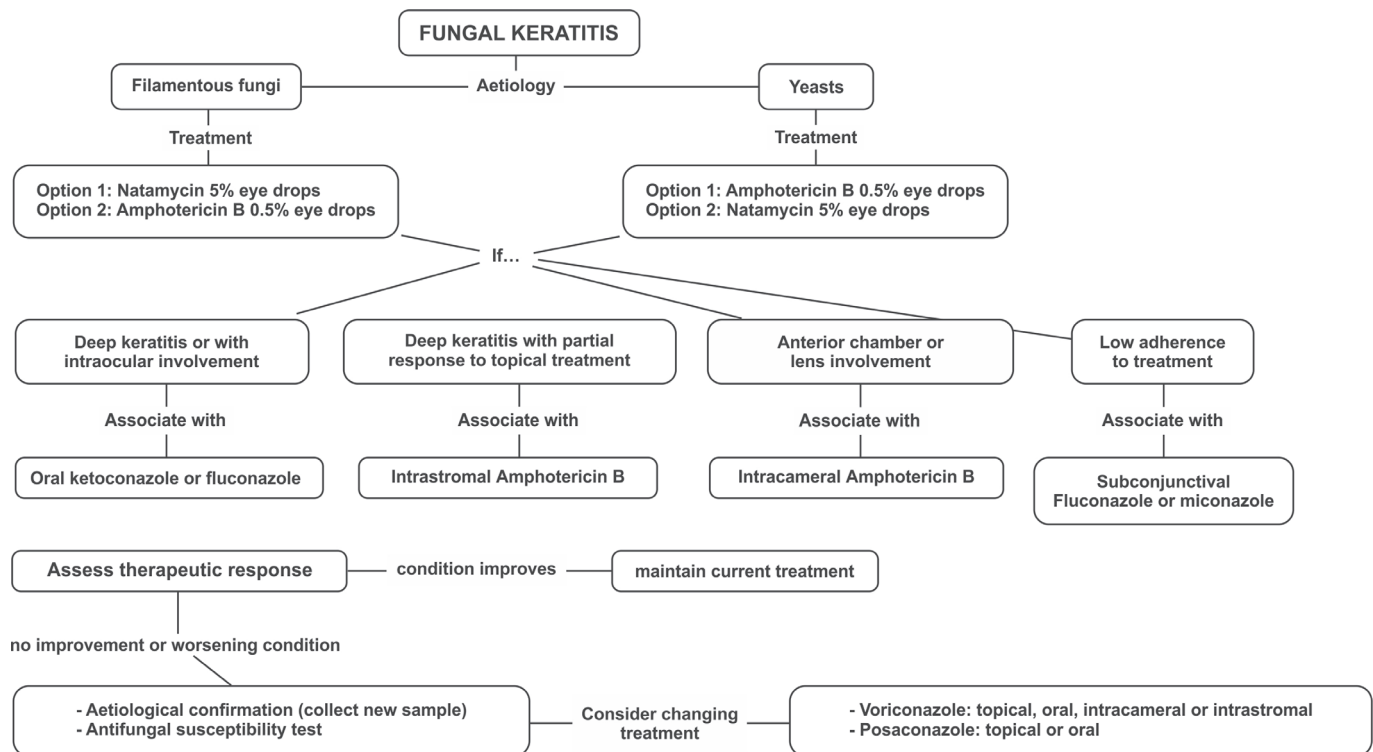 FUNGAL KERATITIS
Filamentous fungi
Aetiology
Yeasts
Treatment
Treatment
Option 1: Natamycin 5% eye drops
Option 2: Amphotericin B 0.5% eye drops
Option 1: Amphotericin B 0.5% eye drops
Option 2: Natamycin 5% eye drops
If...
Deep keratitis or with
intraocular involvement
Deep keratitis with partial
response to topical treatment
Anterior chamber or
lens involvement
Low adherence
to treatment
Associate with
Associate with
Associate with
Associate with
Oral ketoconazole or fluconazole
Intrastromal Amphotericin B
Intracameral Amphotericin B
Subconjunctival
Fluconazole or miconazole
Assess therapeutic response
condition improves
maintain current treatment
no improvement or worsening condition
- Aetiological confirmation (collect new sample)
- Antifungal susceptibility test
Consider changing
treatment
- Voriconazole: topical, oral, intracameral or intrastromal
- Posaconazole: topical or oral